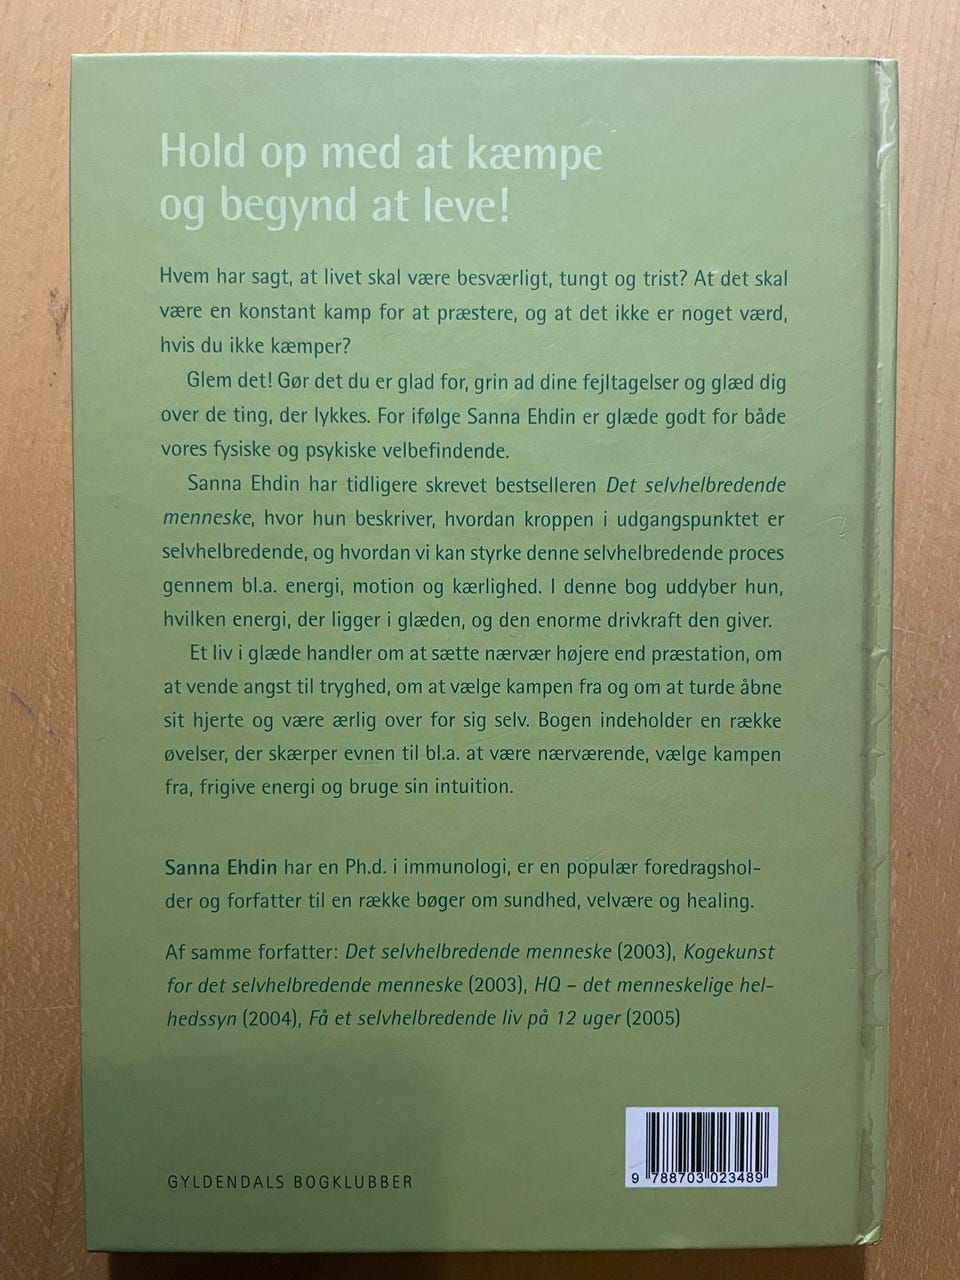 Hold op med at kæmpe
og begynd at leve!
Hvem har sagt, at livet skal være besværligt, tungt og trist? At det skal
være en konstant kamp for at præstere, og at det ikke er noget værd,
hvis du ikke kæmper?
Glem det! Gør det du er glad for, grin ad dine fejltagelser og glæd dig
over de ting, der lykkes. For ifølge Sanna Ehdin er glæde godt for både
vores fysiske og psykiske velbefindende.
Sanna Ehdin har tidligere skrevet bestselleren Det selvhelbredende
menneske, hvor hun beskriver, hvordan kroppen i udgangspunktet er
selvhelbredende, og hvordan vi kan styrke denne selvhelbredende proces
gennem bl.a. energi, motion og kærlighed. I denne bog uddyber hun,
hvilken energi, der ligger i glæden, og den enorme drivkraft den giver.
Et liv i glæde handler om at sætte nærvær højere end præstation, om
at vende angst til tryghed, om at vælge kampen fra og om at turde åbne
sit hjerte og være ærlig over for sig selv. Bogen indeholder en række
øvelser, der skærper evnen til bl.a. at være nærværende, vælge kampen
fra, frigive energi og bruge sin intuition.
Sanna Ehdin har en Ph.d. i immunologi, er en populær foredragshol-
der og forfatter til en række bøger om sundhed, velvære og healing.
Af samme forfatter: Det selvhelbredende menneske (2003), Kogekunst
for det selvhelbredende menneske (2003), HQ – det menneskelige hel-
hedssyn (2004), Få et selvhelbredende liv på 12 uger (2005)
GYLDENDALS BOGKLUBBER
9 788703 023489